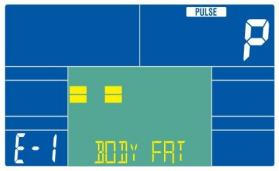 PULSE
P
E-1
BODY FAT